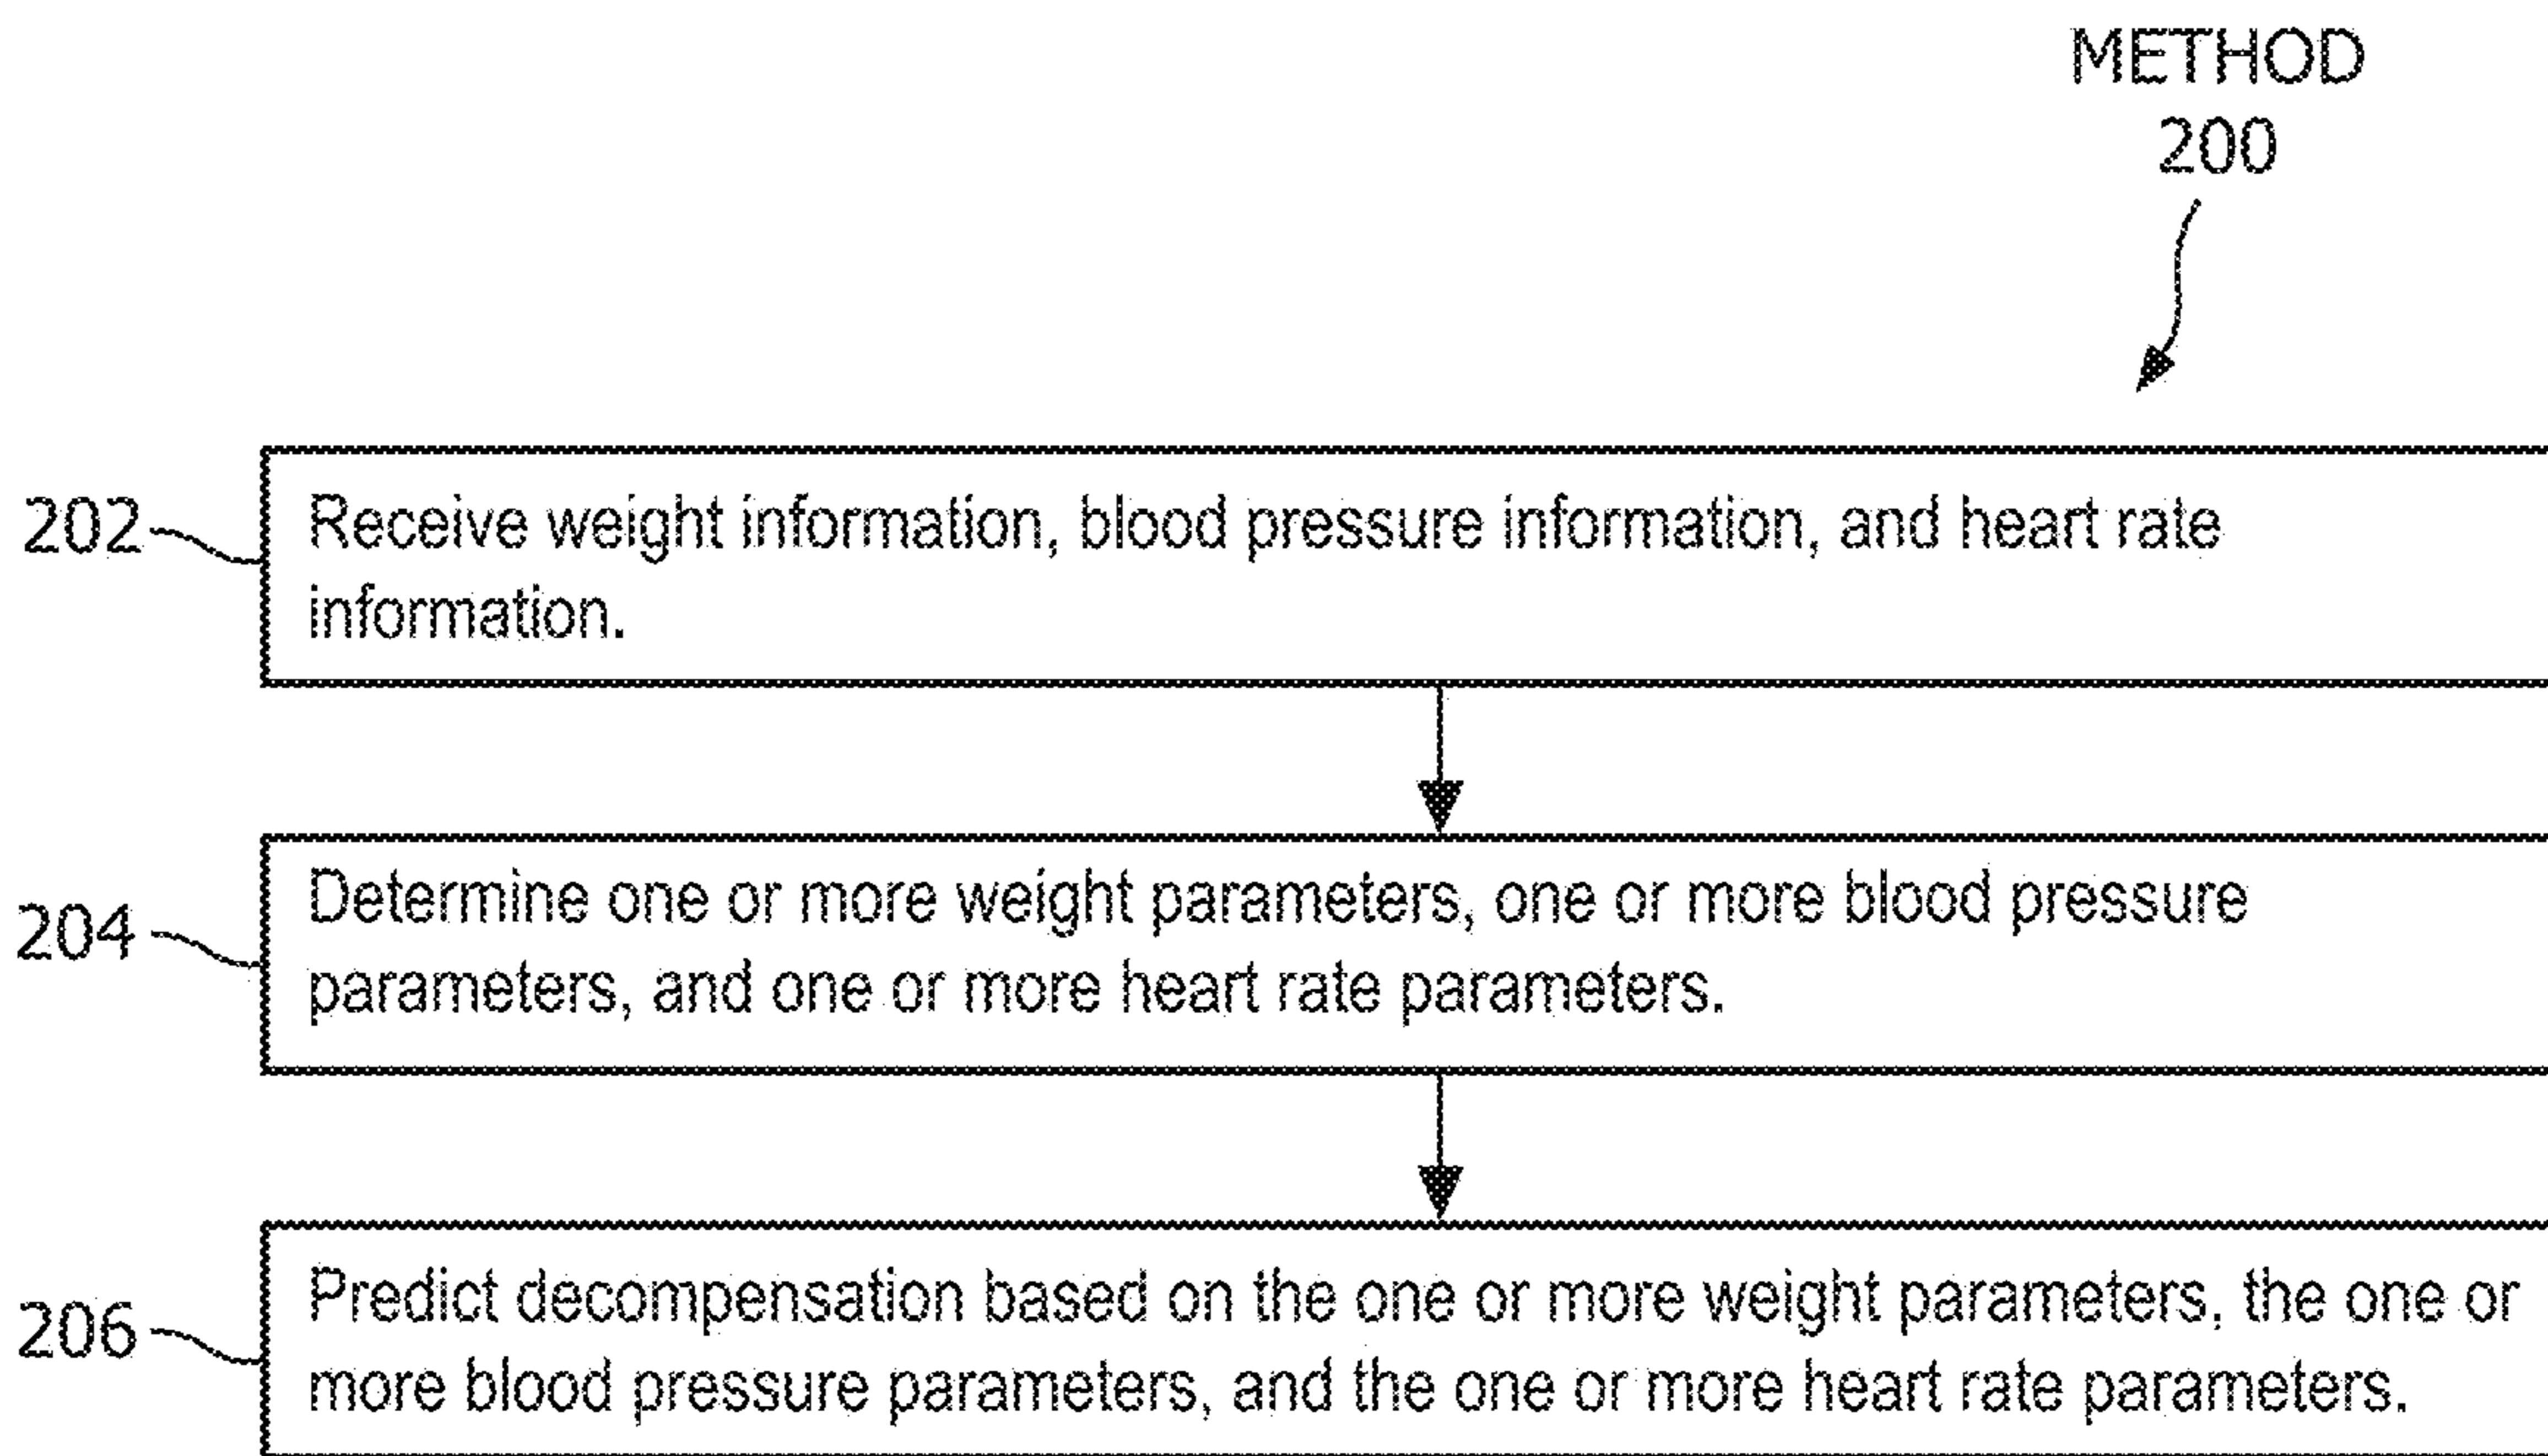 METHOD
200
202
Receive weight information, blood pressure information, and heart rate
information.
204
Determine one or more weight parameters, one or more blood pressure
parameters, and one or more heart rate parameters.
206
Predict decompensation based on the one or more weight parameters, the one or
more blood pressure parameters, and the one or more heart rate parameters.